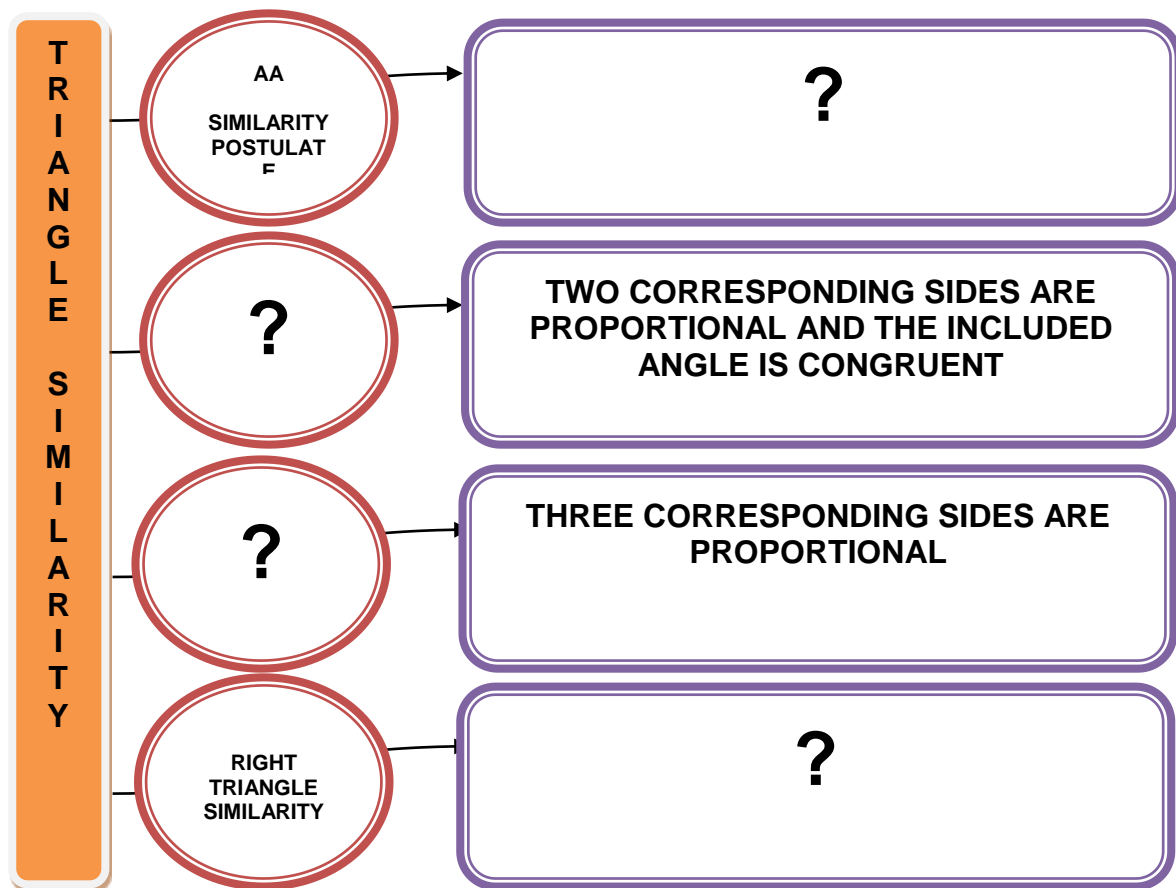 TRIANGLE SIMILARITY
AA
SIMILARITY
POSTULAT
E
?
?
TWO CORRESPONDING SIDES ARE
PROPORTIONAL AND THE INCLUDED
ANGLE IS CONGRUENT
?
THREE CORRESPONDING SIDES ARE
PROPORTIONAL
RIGHT
TRIANGLE
SIMILARITY
?